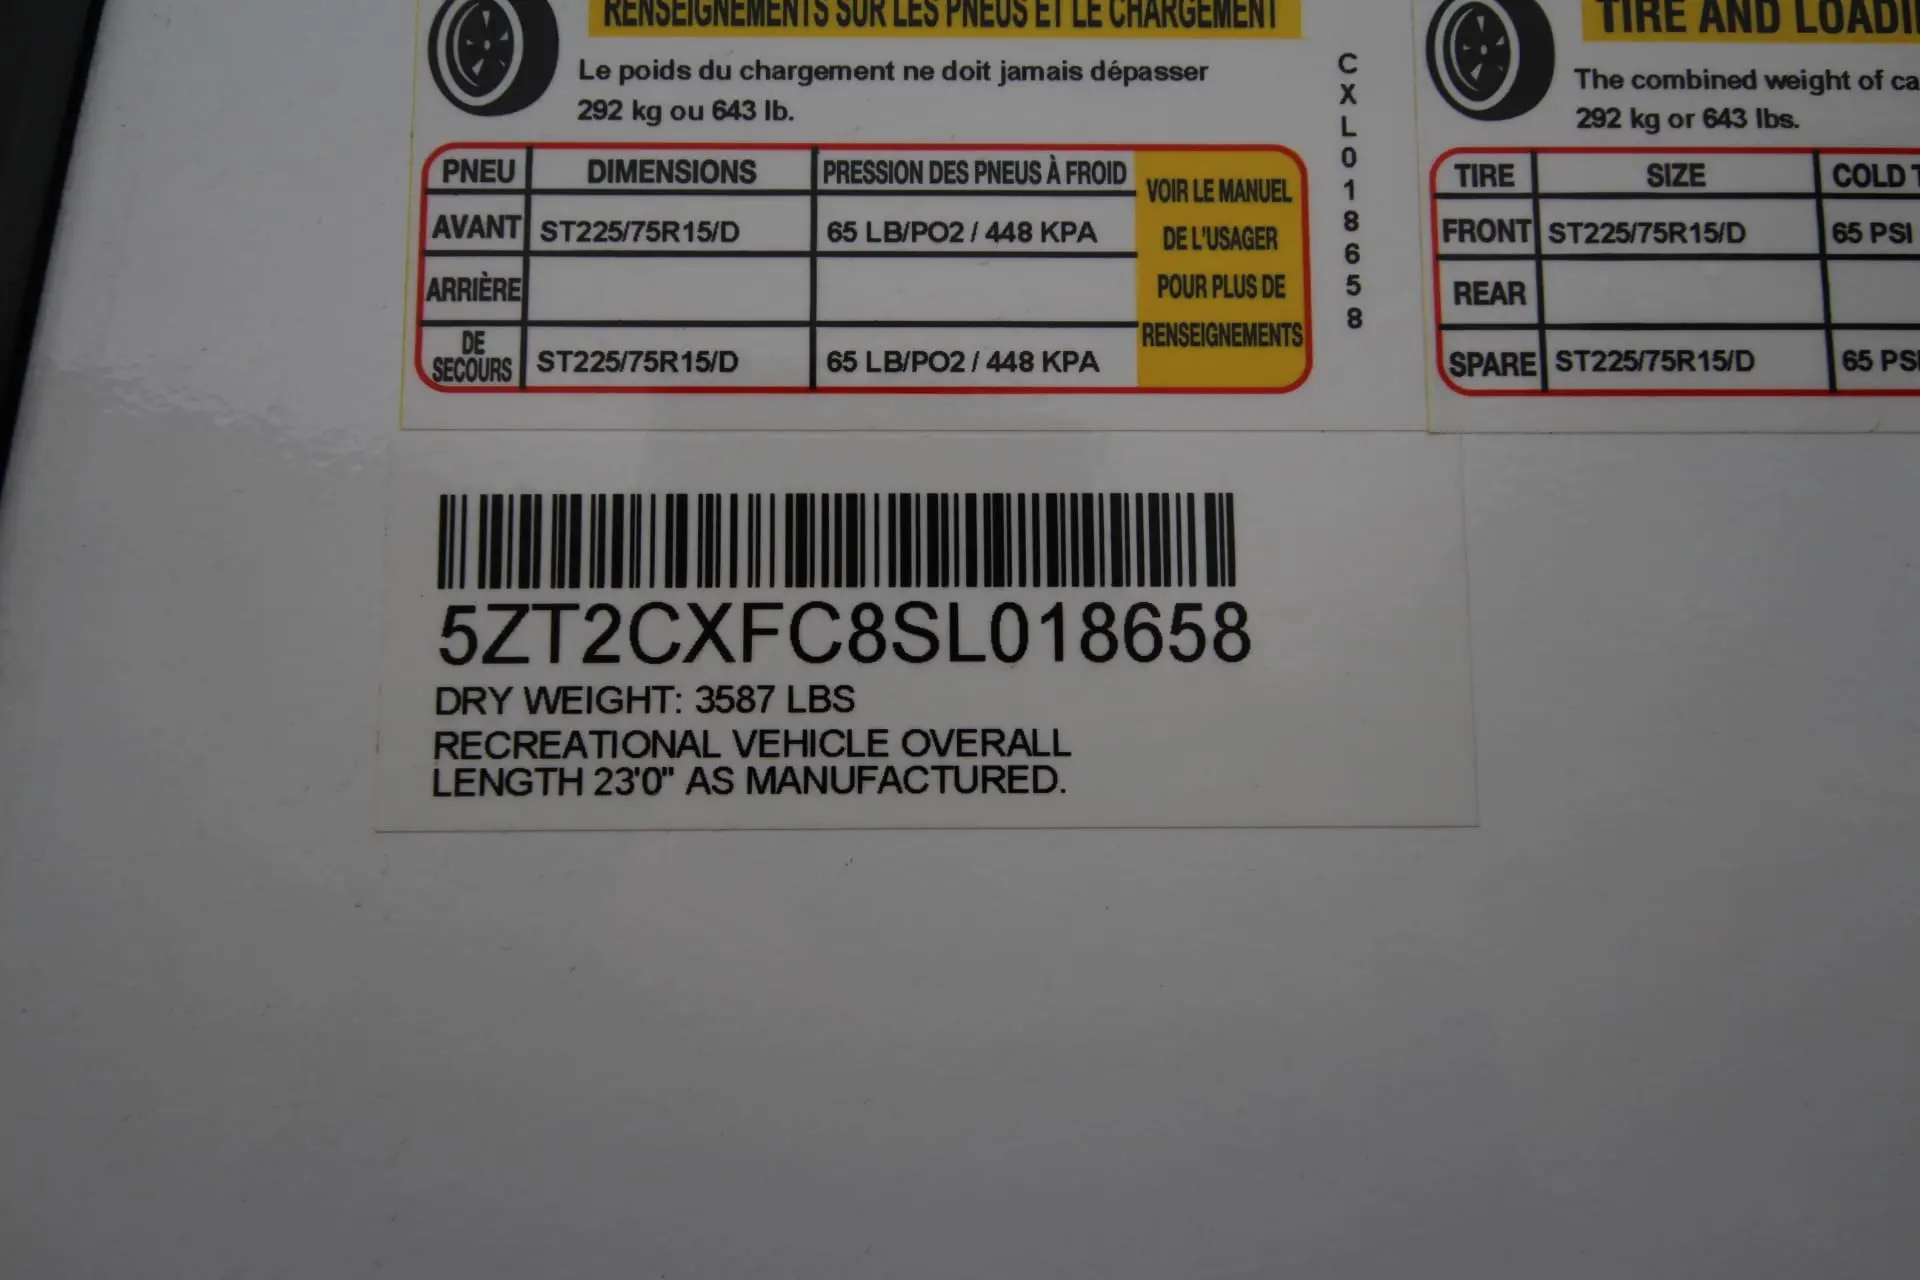 RENSEIGNEMENTS SUR LES PNEUS ET LE CHARGEMENT
Le poids du chargement ne doit jamais dépasser
292 kg ou 643 lb.
PNEU DIMENSIONS PRESSION DES PNEUS À FROID
AVANT ST225/75R15/D 65 LB/PO2 / 448 KPA
ARRIÈRE
DE
SECOURS ST225/75R15/D 65 LB/PO2 / 448 KPA
VOIR LE MANUEL
DE L'USAGER
POUR PLUS DE
RENSEIGNEMENTS
CXL018658
TIRE AND LOADI
The combined weight of ca
292 kg or 643 lbs.
TIRE SIZE COLD T
FRONT ST225/75R15/D 65 PSI
REAR
SPARE ST225/75R15/D 65 PSI
5ZT2CXFC8SL018658
DRY WEIGHT: 3587 LBS
RECREATIONAL VEHICLE OVERALL
LENGTH 23'0" AS MANUFACTURED.